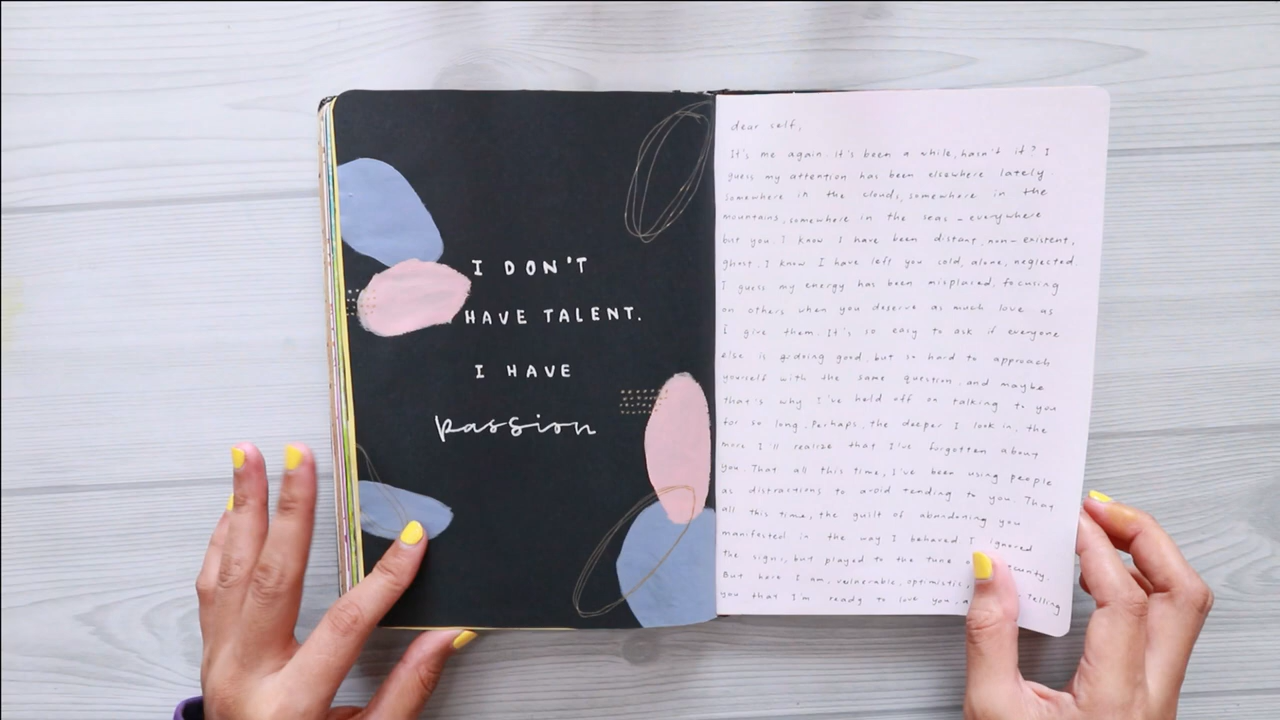 I DON'T
HAVE TALENT.
I HAVE
passion
dear self,
It's me again. it's been a while, hasn't it? I
guess my attention has been elsewhere lately.
somewhere in the clouds, somewhere in the
mountains, somewhere in the seas - everywhere
but you. I know I have been distant, non-existent,
ghost. I know I have left you cold, alone, neglected.
I guess my energy has been misplaced, focusing
on others when you deserve as much love as
I give them. It's so easy to ask if everyone
else is doing good, but so hard to approach
yourself with the same question, and maybe
that's why I've held off on talking to you
for so long. Perhaps, the deeper I look in, the
more I'll realize that I've forgotten about
you. That all this time, I've been using people
as distractions to avoid tending to you. That
all this time, the guilt of abandoning you
manifested in the way I behaved. I ignored
the signs, but played to the tune
But here I am, vulnerable, optimistic, telling
you that I'm ready to love you,